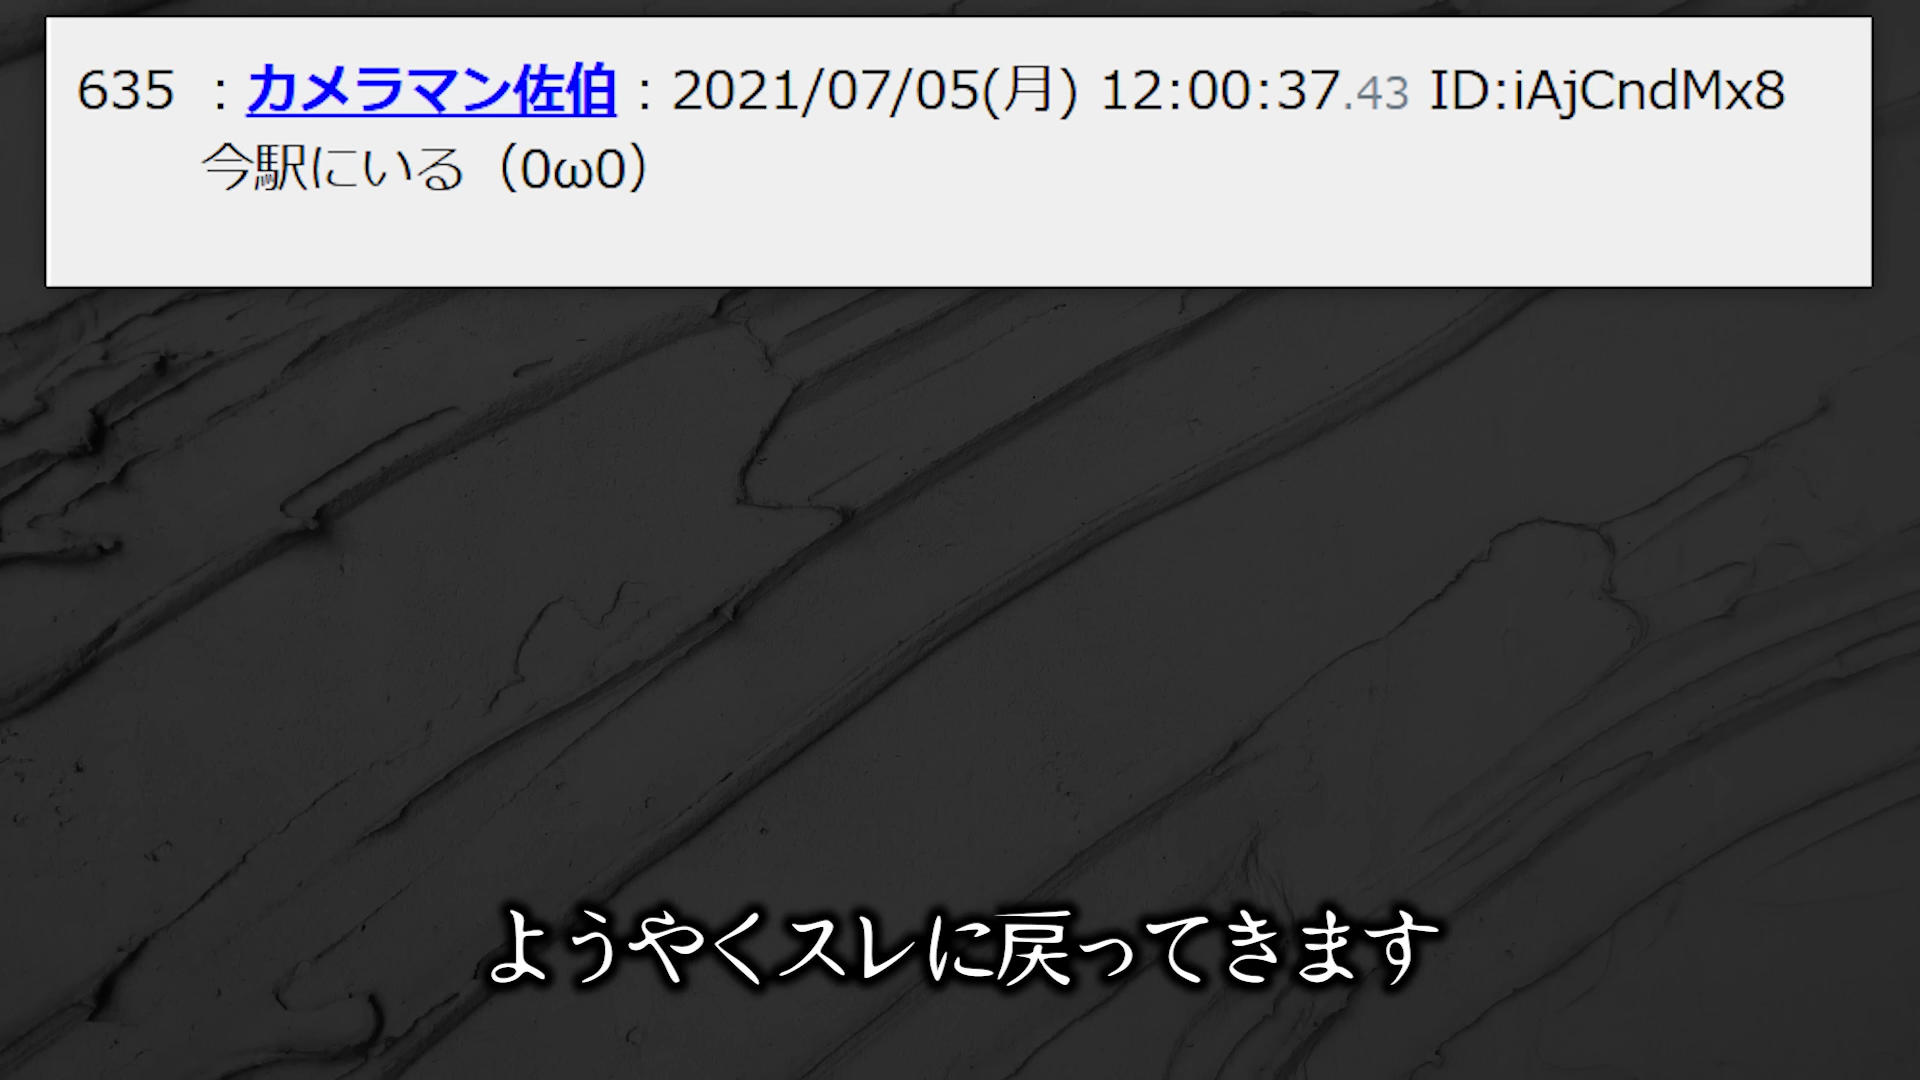 635 ：カメラマン佐伯：2021/07/05(月) 12:00:37.43 ID:iAjCndMx8
今駅にいる（0ω0）
ようやくスレに戻ってきます